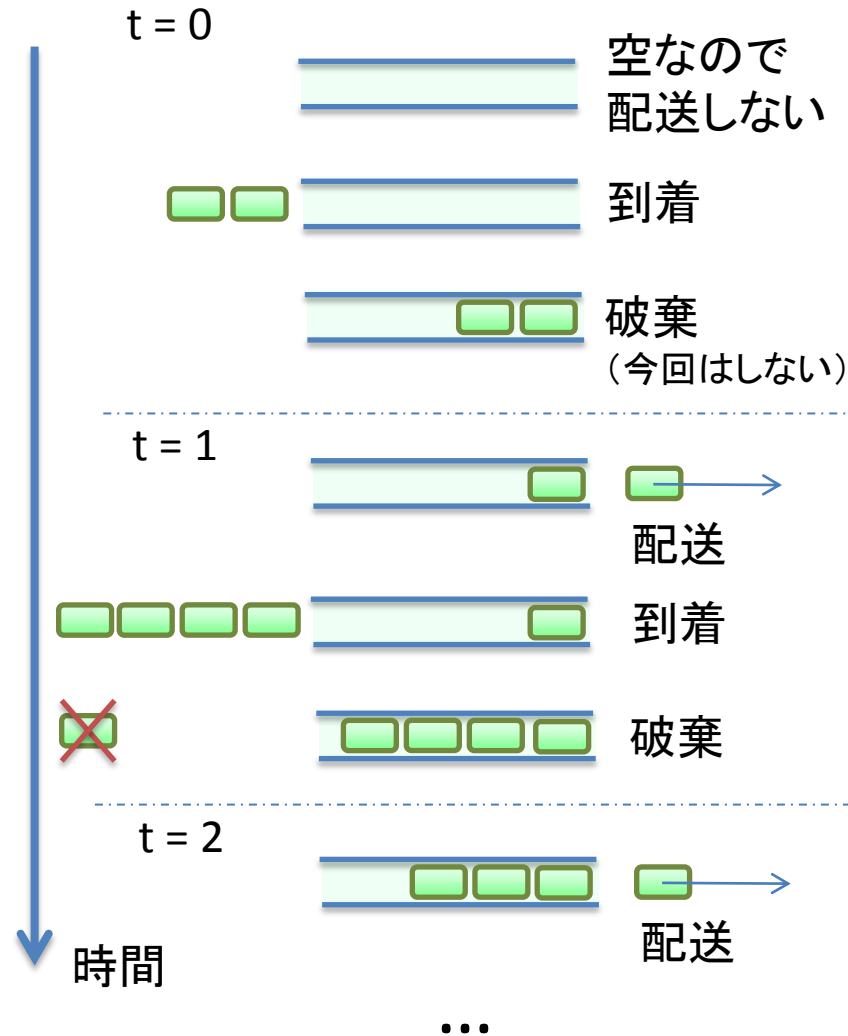 t = 0
空なので
配送しない
到着
破棄
（今回はしない）
t = 1
配送
到着
破棄
t = 2
配送
時間
…